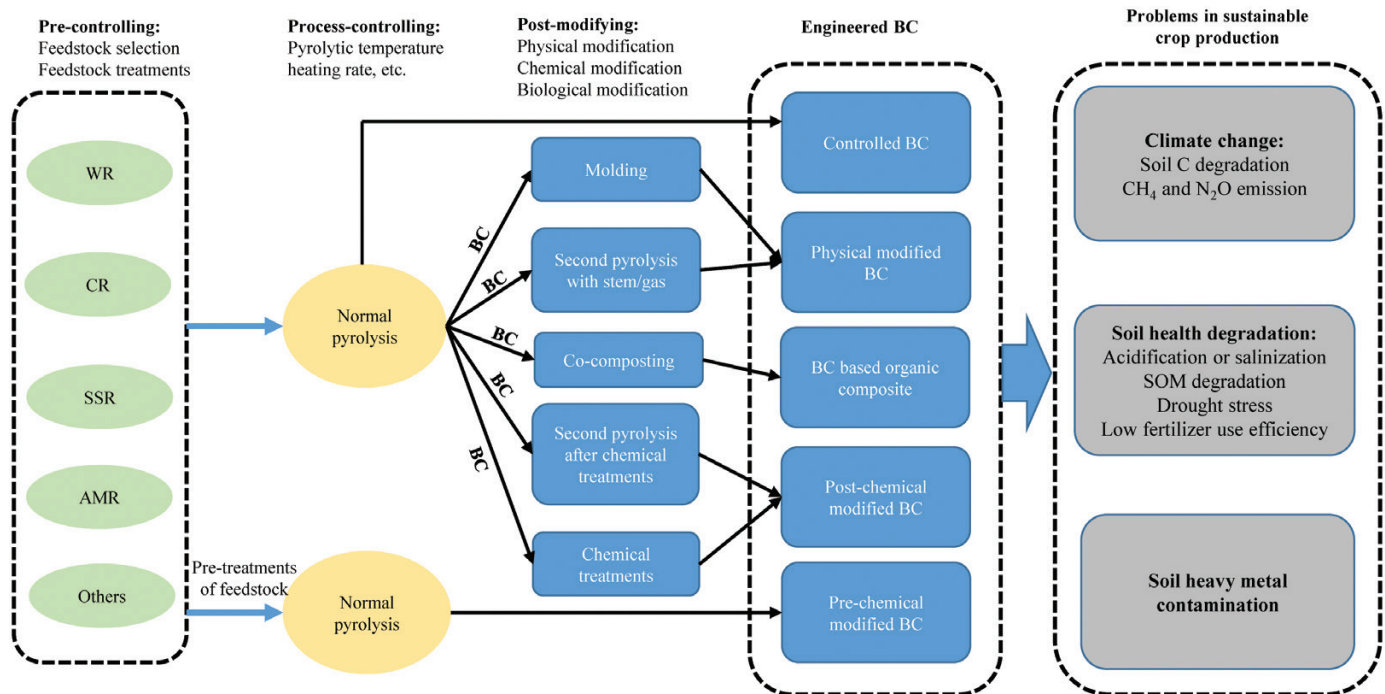 Pre-controlling:
Feedstock selection
Feedstock treatments
Process-controlling:
Pyrolytic temperature
heating rate, etc.
Post-modifying:
Physical modification
Chemical modification
Biological modification
Engineered BC
Problems in sustainable
crop production
WR
CR
SSR
AMR
Others
Pre-treatments
of feedstock
Normal
pyrolysis
Normal
pyrolysis
BC
BC
BC
BC
BC
Molding
Second pyrolysis
with stem/gas
Co-composting
Second pyrolysis
after chemical
treatments
Chemical
treatments
Controlled BC
Physical modified
BC
BC based organic
composite
Post-chemical
modified BC
Pre-chemical
modified BC
Climate change:
Soil C degradation
CH₄ and N₂O emission
Soil health degradation:
Acidification or salinization
SOM degradation
Drought stress
Low fertilizer use efficiency
Soil heavy metal
contamination